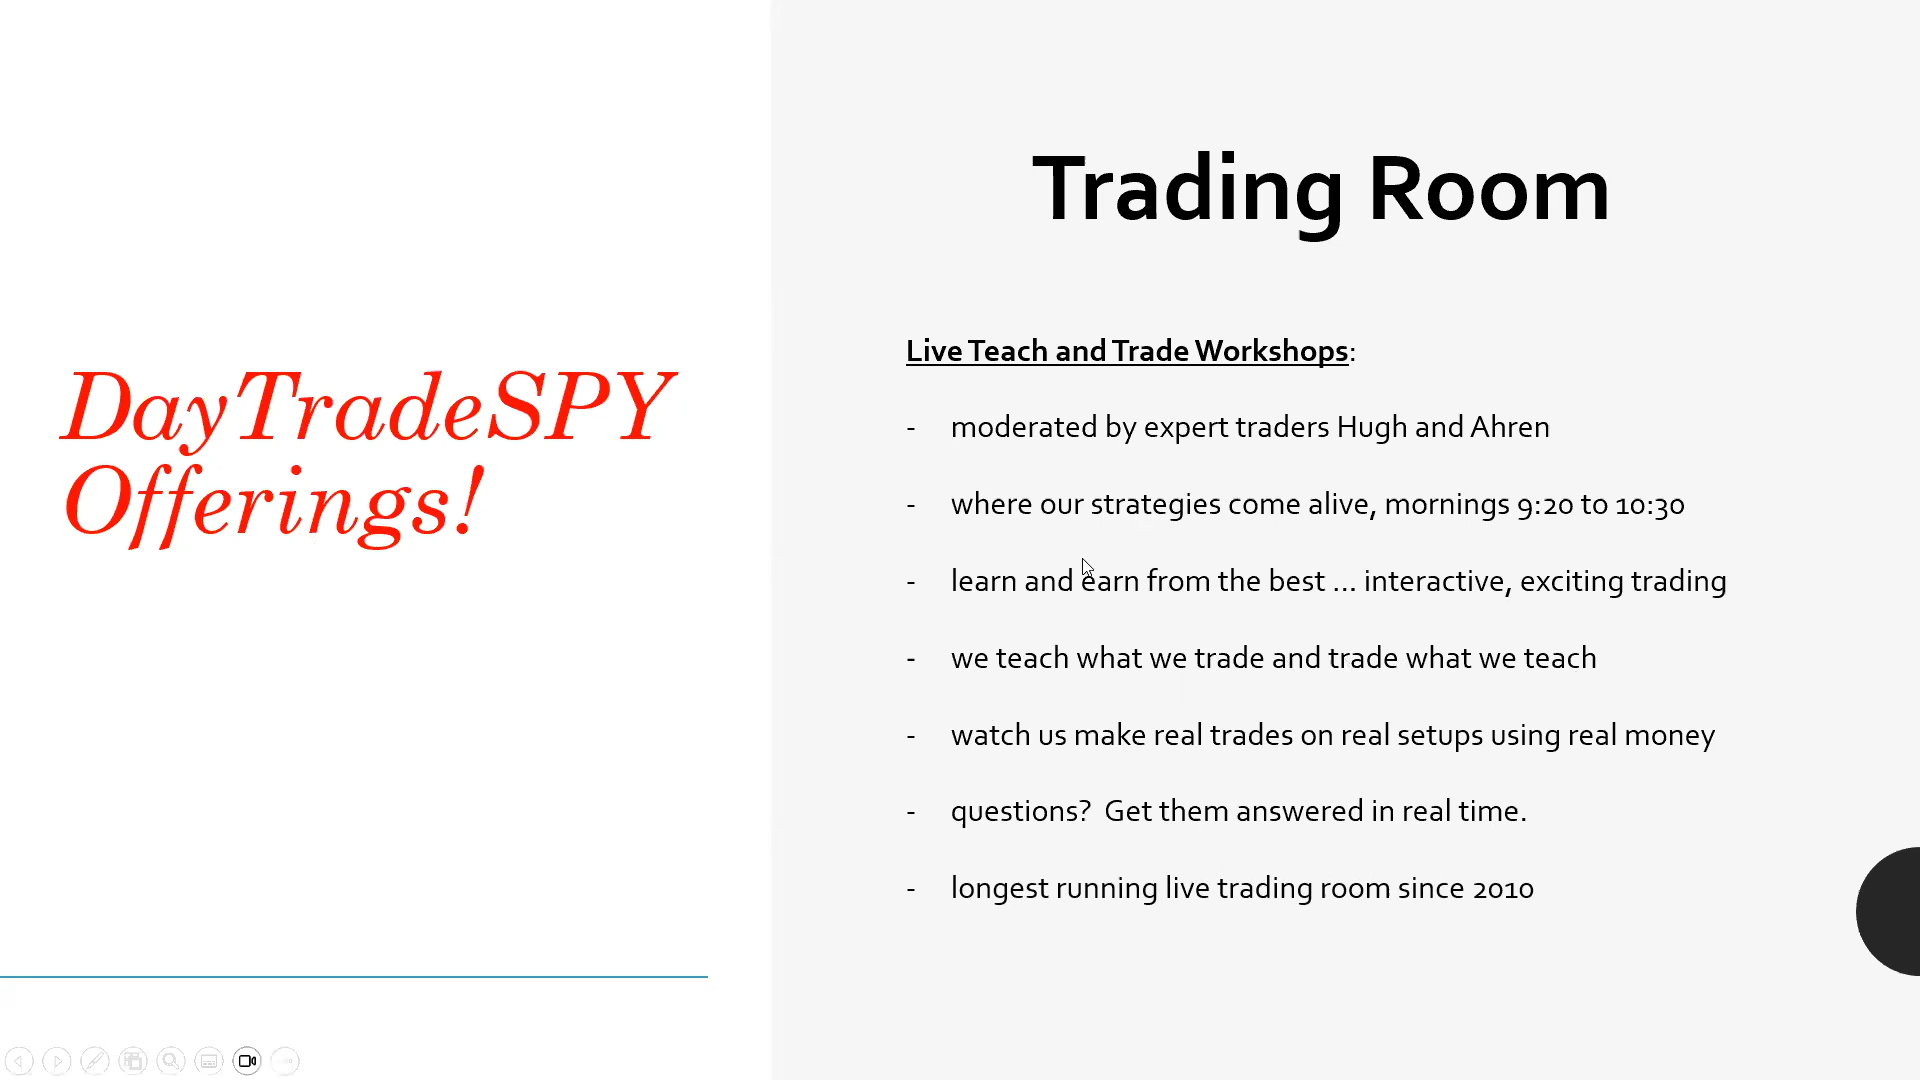 DayTradeSPY
Offerings!
Trading Room
Live Teach and Trade Workshops:
- moderated by expert traders Hugh and Ahren
- where our strategies come alive, mornings 9:20 to 10:30
- learn and earn from the best ... interactive, exciting trading
- we teach what we trade and trade what we teach
- watch us make real trades on real setups using real money
- questions?  Get them answered in real time.
- longest running live trading room since 2010